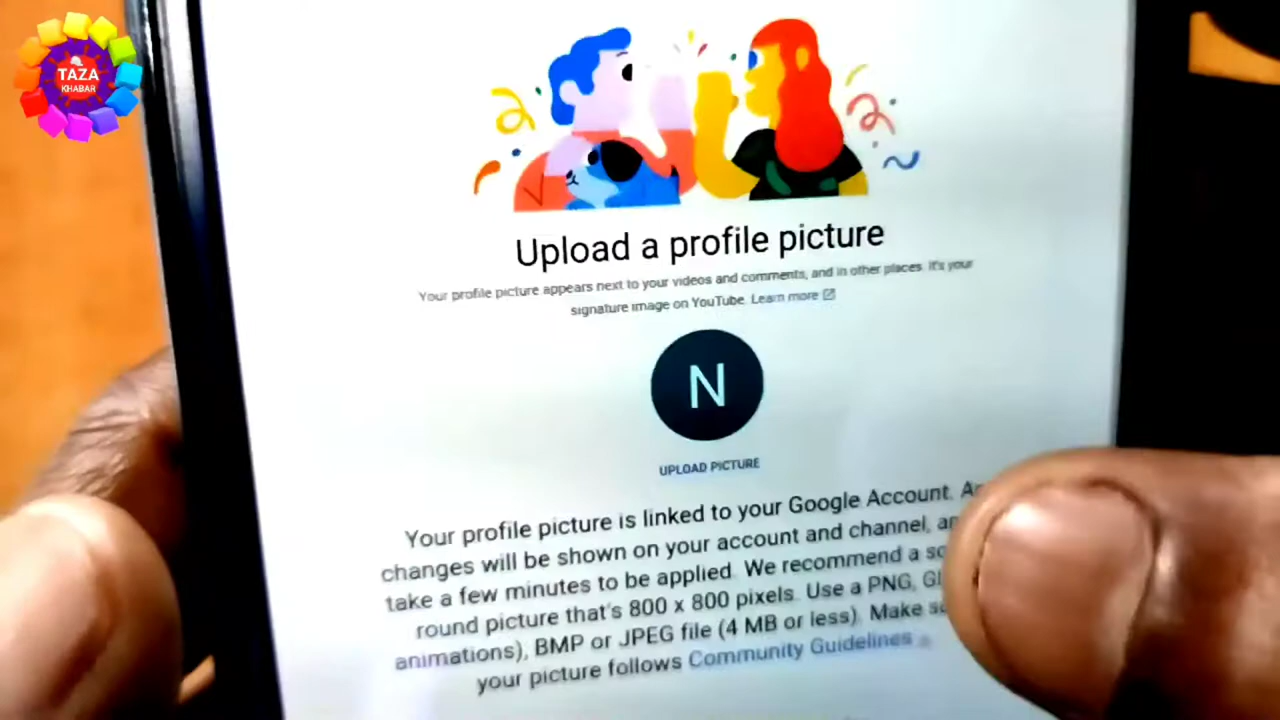 TAZA
KHABAR
Upload a profile picture
Your profile picture appears next to your videos and comments, and in other places. It's your
signature image on YouTube. Learn more
N
UPLOAD PICTURE
Your profile picture is linked to your Google Account.
changes will be shown on your account and channel,
take a few minutes to be applied. We recommend a
round picture that's 800 x 800 pixels. Use a PNG,
animations), BMP or JPEG file (4 MB or less). Make
your picture follows Community Guidelines